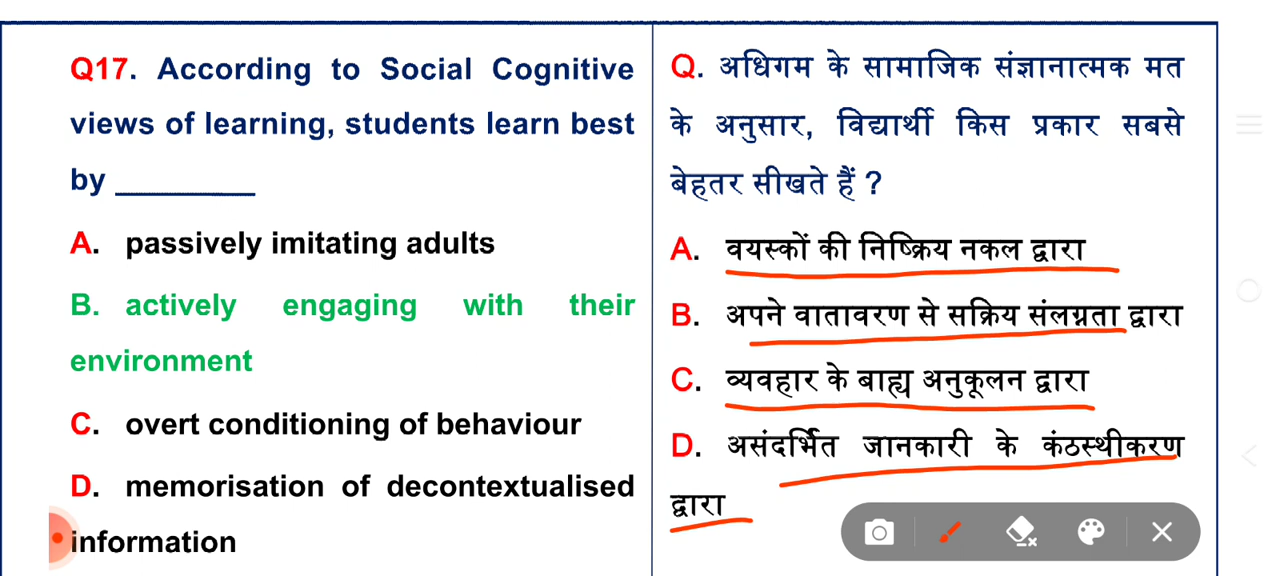 Q17. According to Social Cognitive
views of learning, students learn best
by ________
A. passively imitating adults
B. actively engaging with their
environment
C. overt conditioning of behaviour
D. memorisation of decontextualised
information
Q. अधिगम के सामाजिक संज्ञानात्मक मत
के अनुसार, विद्यार्थी किस प्रकार सबसे
बेहतर सीखते हैं ?
A. वयस्कों की निष्क्रिय नकल द्वारा
B. अपने वातावरण से सक्रिय संलग्नता द्वारा
C. व्यवहार के बाह्य अनुकूलन द्वारा
D. असंदर्भित जानकारी के कंठस्थीकरण
द्वारा